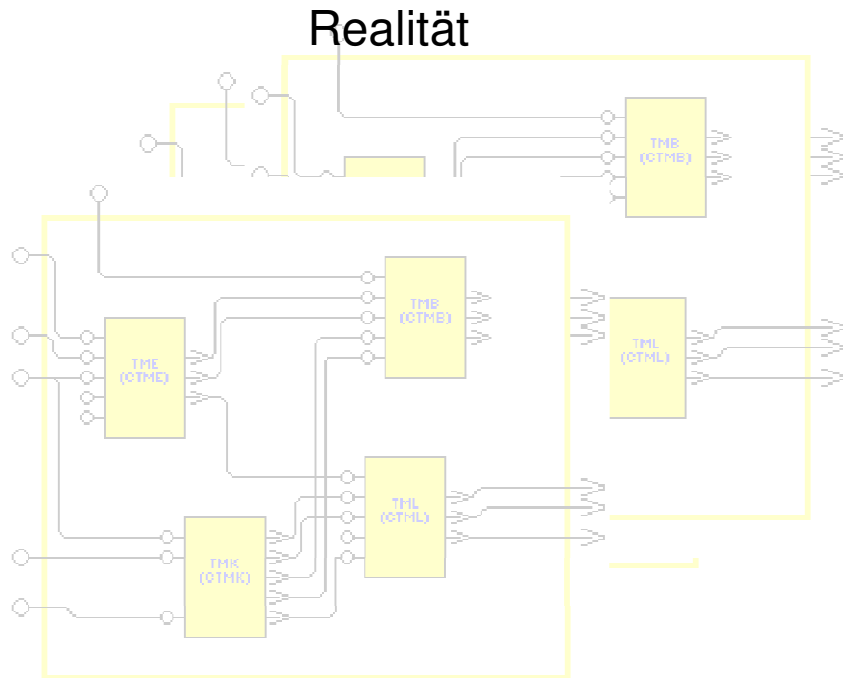 Realität
TMB
(CTMB)
TMB
(CTMB)
TME
(CTME)
TML
(CTML)
TML
(CTML)
TMK
(CTMK)